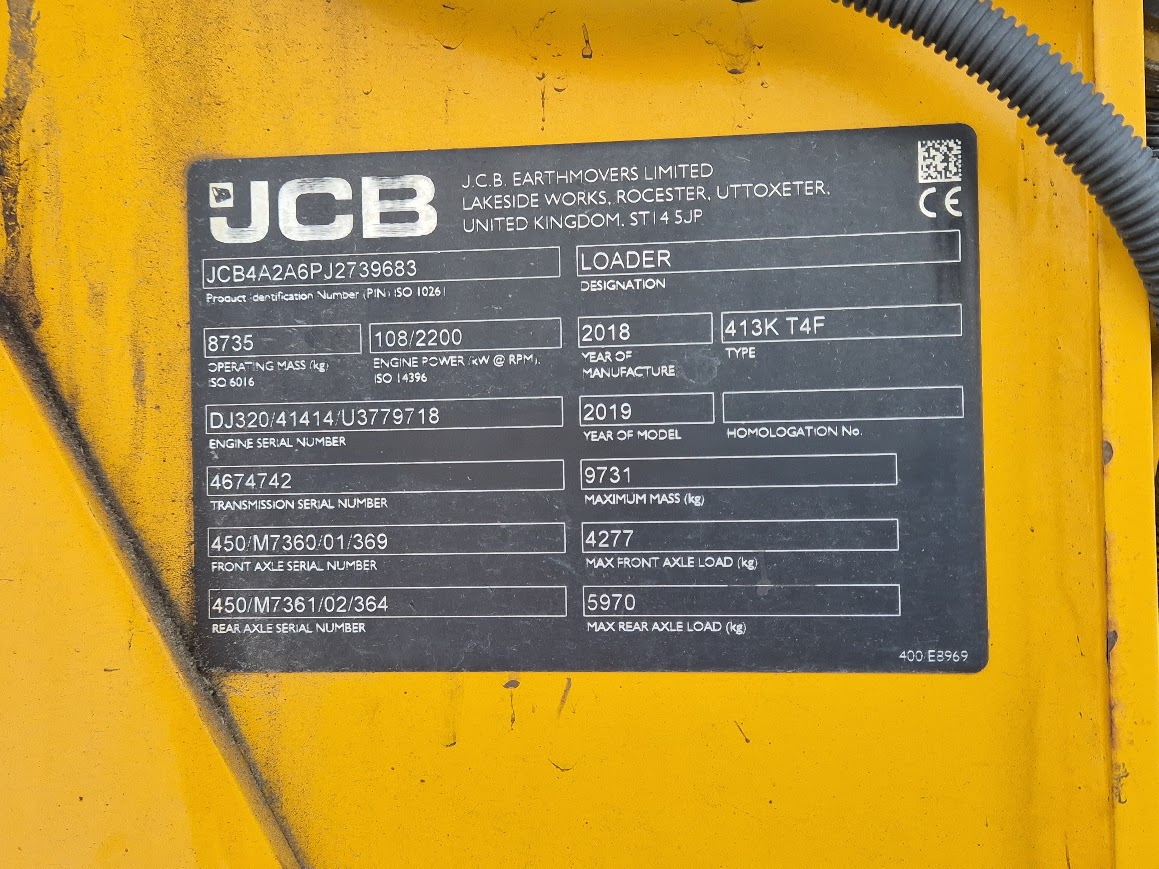 JCB
J.C.B. EARTHMOVERS LIMITED
LAKESIDE WORKS, ROCESTER, UTTOXETER,
UNITED KINGDOM. ST14 5JP
CE
JCB4A2A6PJ2739683
Product Identification Number (PIN) ISO 10261
LOADER
DESIGNATION
8735
OPERATING MASS (kg)
ISO 6016
108/2200
ENGINE POWER (kW @ RPM),
ISO 14396
2018
YEAR OF
MANUFACTURE
413K T4F
TYPE
DJ320/41414/U3779718
ENGINE SERIAL NUMBER
2019
YEAR OF MODEL
HOMOLOGATION No.
4674742
TRANSMISSION SERIAL NUMBER
9731
MAXIMUM MASS (kg)
450/M7360/01/369
FRONT AXLE SERIAL NUMBER
4277
MAX FRONT AXLE LOAD (kg)
450/M7361/02/364
REAR AXLE SERIAL NUMBER
5970
MAX REAR AXLE LOAD (kg)
400/E8969